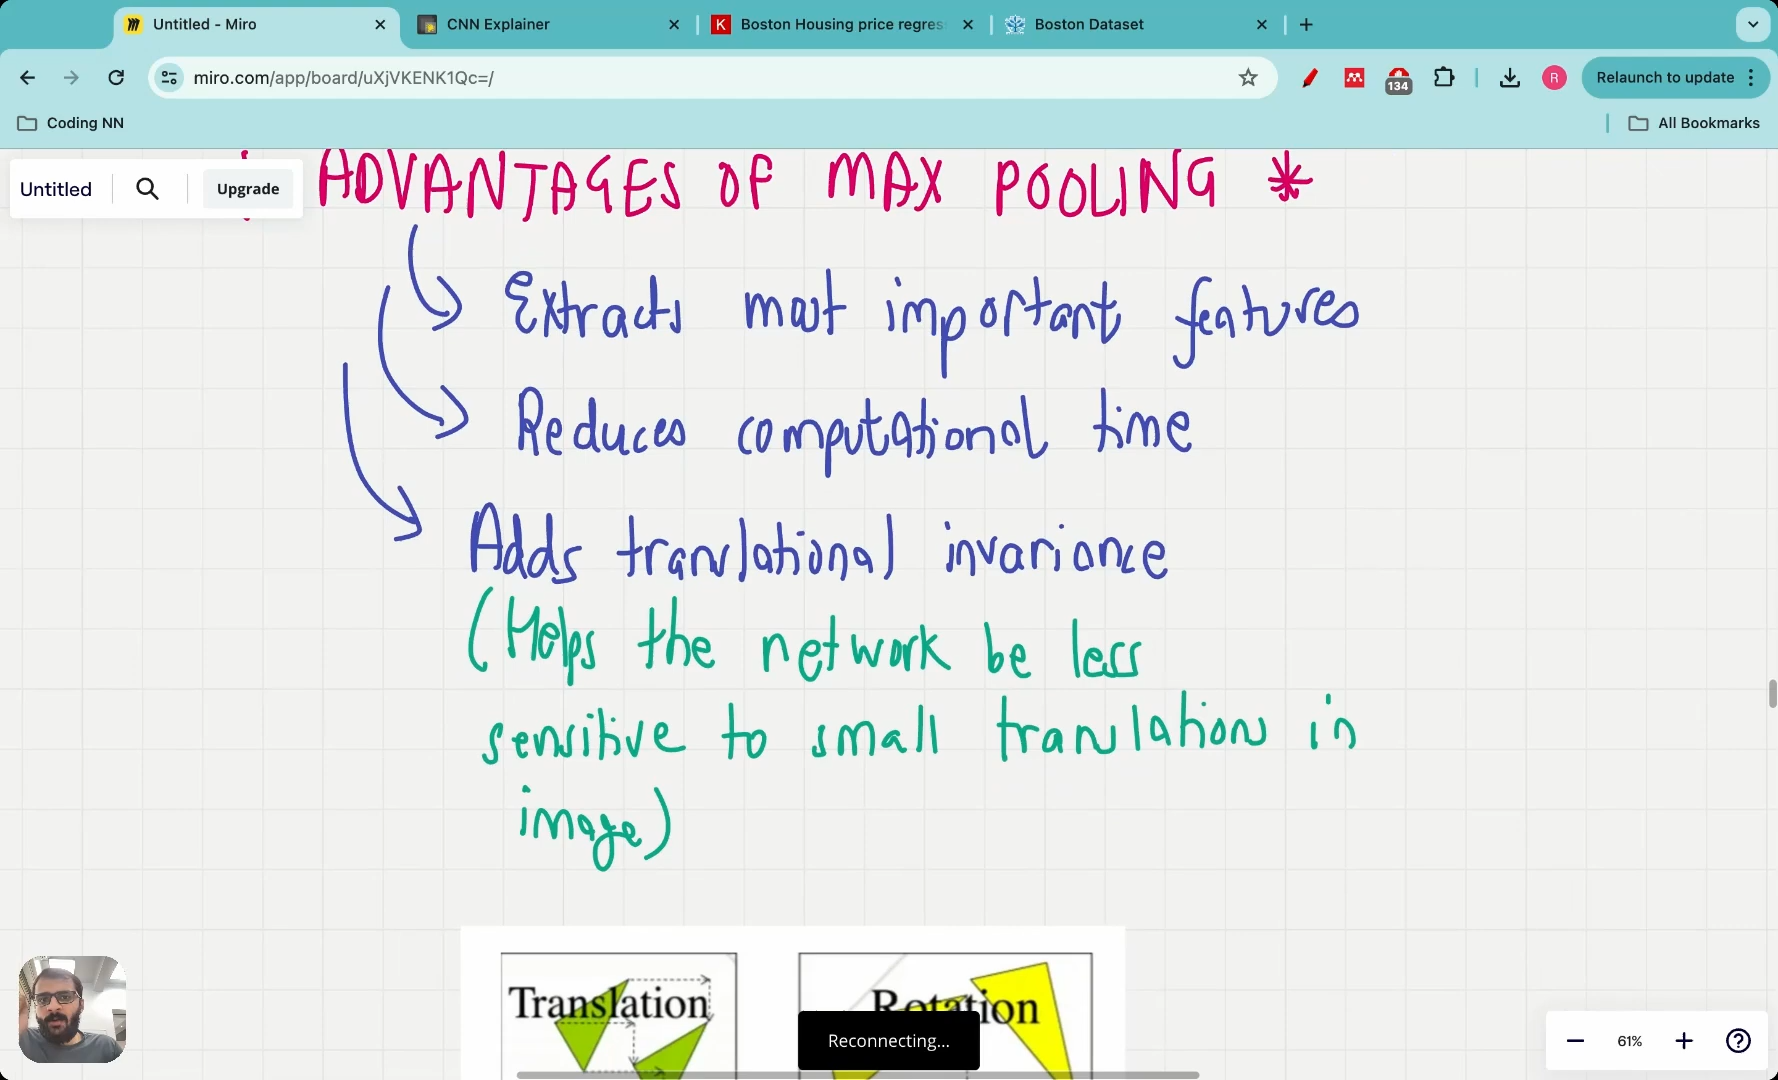 Untitled - Miro
CNN Explainer
Boston Housing price regres
Boston Dataset
miro.com/app/board/uXjVKENK1Qc=/
134
R
Relaunch to update
Coding NN
All Bookmarks
Untitled
Upgrade
ADVANTAGES OF MAX POOLING *
Extracts most important features
Reduces computational time
Adds translational invariance
(Helps the network be less
sensitive to small translations in
image)
Translation
Rotation
Reconnecting...
61%